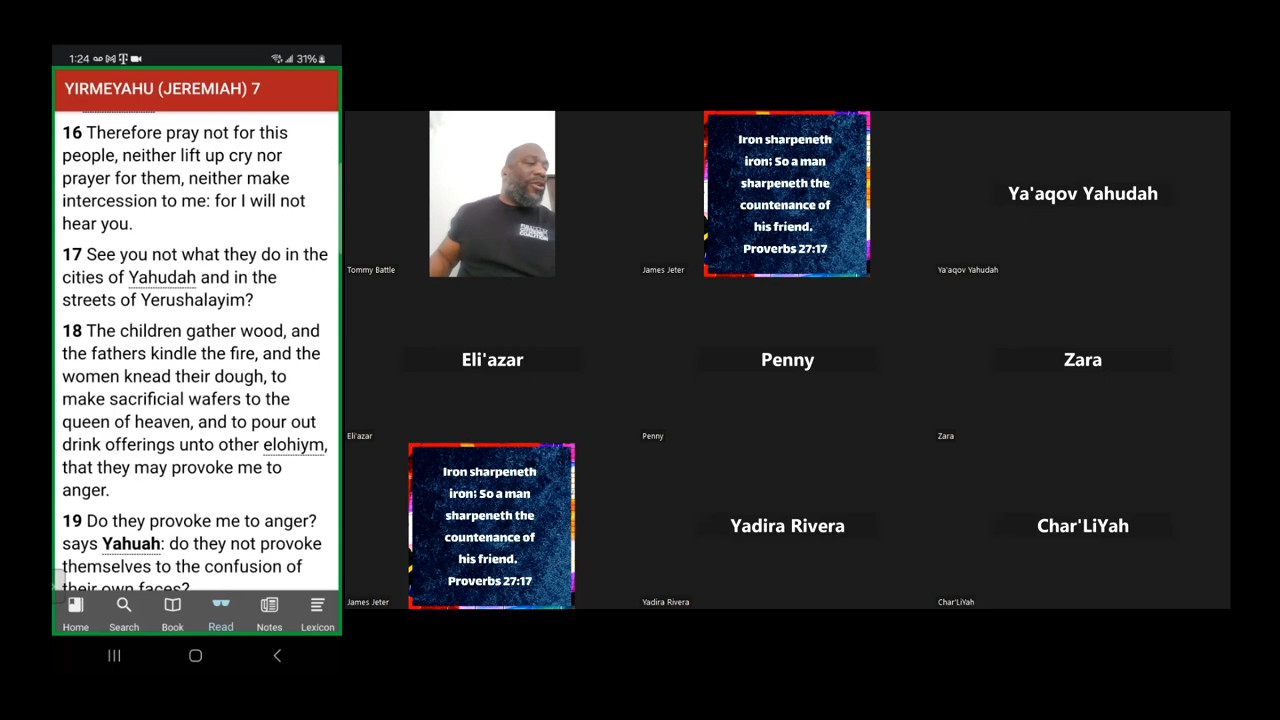 1:24
31%
YIRMEYAHU (JEREMIAH) 7
16 Therefore pray not for this
people, neither lift up cry nor
prayer for them, neither make
intercession to me: for I will not
hear you.
17 See you not what they do in the
cities of Yahudah and in the
streets of Yerushalayim?
18 The children gather wood, and
the fathers kindle the fire, and the
women knead their dough, to
make sacrificial wafers to the
queen of heaven, and to pour out
drink offerings unto other elohiym,
that they may provoke me to
anger.
19 Do they provoke me to anger?
says Yahuah: do they not provoke
themselves to the confusion of
their own faces?
Home Search Book Read Notes Lexicon
Tommy Battle
Iron sharpeneth
iron: So a man
sharpeneth the
countenance of
his friend.
Proverbs 27:17
James Jeter
Ya'aqov Yahudah
Ya'aqov Yahudah
Eli'azar
Eli'azar
Penny
Penny
Zara
Zara
Iron sharpeneth
iron: So a man
sharpeneth the
countenance of
his friend.
Proverbs 27:17
James Jeter
Yadira Rivera
Yadira Rivera
Char'LiYah
Char'LiYah